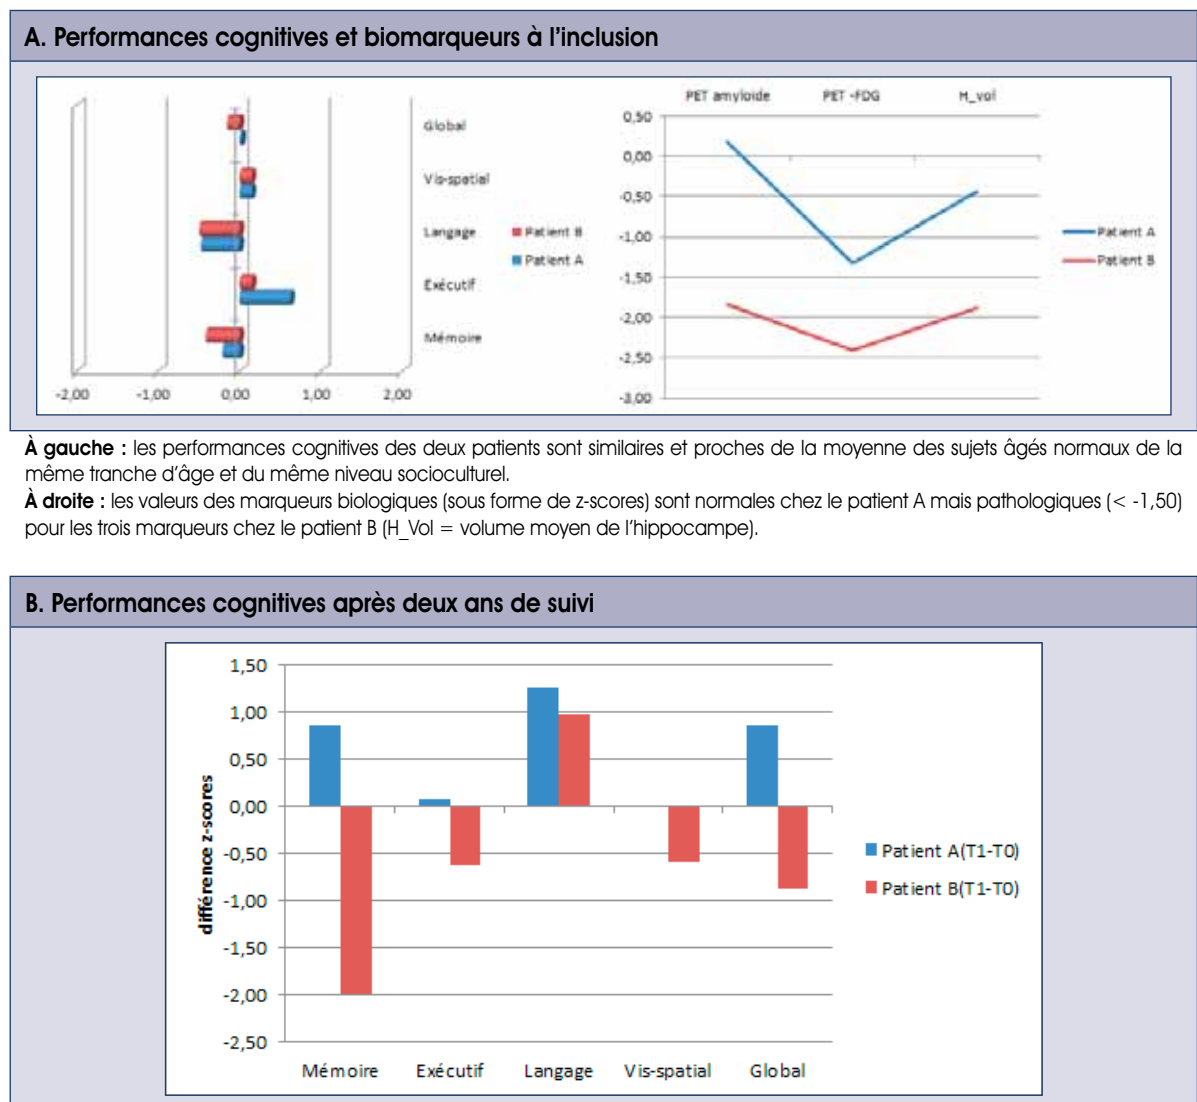 A. Performances cognitives et biomarqueurs à l'inclusion
Global
Vis-spatial
Langage
Exécutif
Mémoire
Patient B
Patient A
-2,00 -1,00 0,00 1,00 2,00
PET amyloide PET -FDG H_vol
0,50
0,00
-0,50
-1,00
-1,50
-2,00
-2,50
-3,00
Patient A
Patient B
À gauche : les performances cognitives des deux patients sont similaires et proches de la moyenne des sujets âgés normaux de la
même tranche d'âge et du même niveau socioculturel.
À droite : les valeurs des marqueurs biologiques (sous forme de z-scores) sont normales chez le patient A mais pathologiques (< -1,50)
pour les trois marqueurs chez le patient B (H_Vol = volume moyen de l'hippocampe).
B. Performances cognitives après deux ans de suivi
différence z-scores
1,50
1,00
0,50
0,00
-0,50
-1,00
-1,50
-2,00
-2,50
Mémoire Exécutif Langage Vis-spatial Global
Patient A(T1-T0)
Patient B(T1-T0)